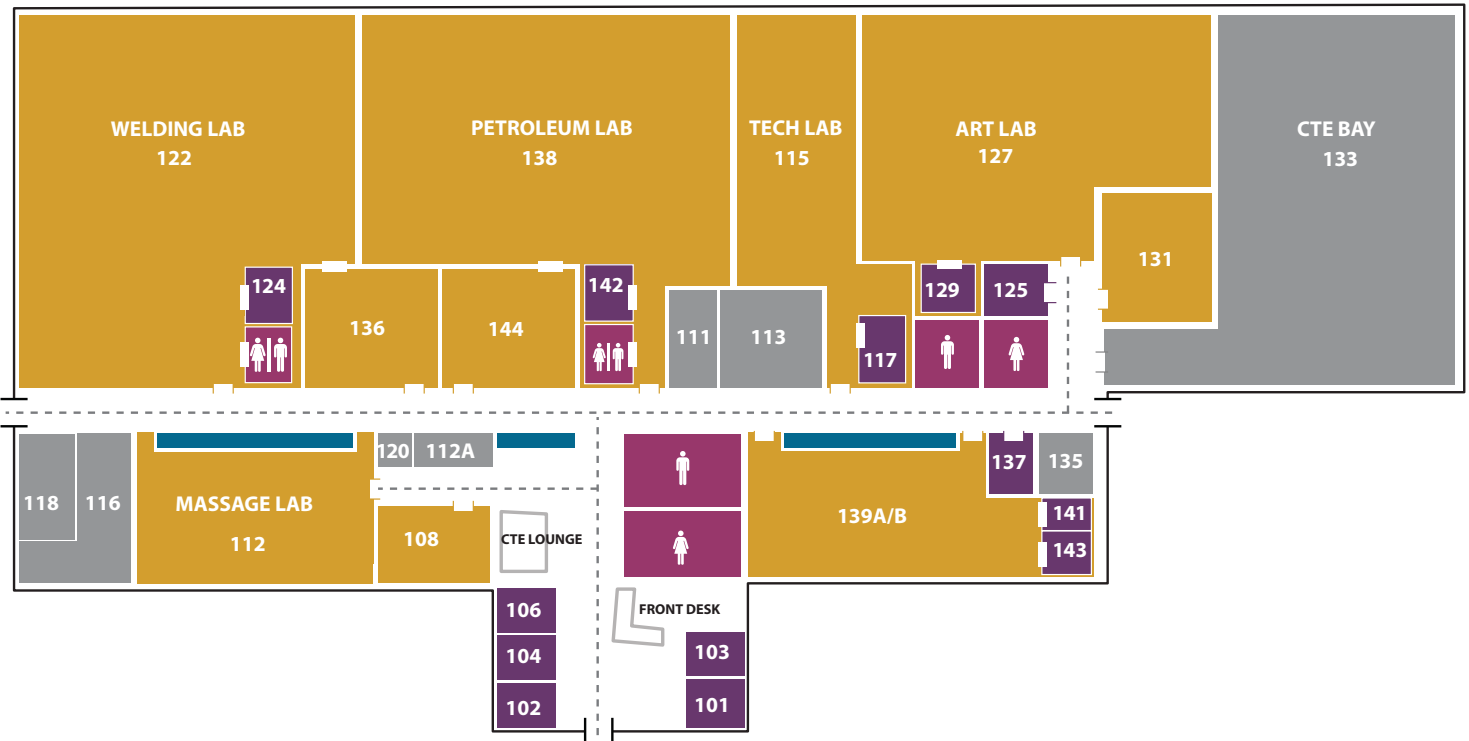 WELDING LAB
122
PETROLEUM LAB
138
TECH LAB
115
ART LAB
127
CTE BAY
133
131
124
142
129
125
136
144
111
113
117
118
116
MASSAGE LAB
112
120
112A
108
CTE LOUNGE
139A/B
137
135
141
143
106
104
102
FRONT DESK
103
101